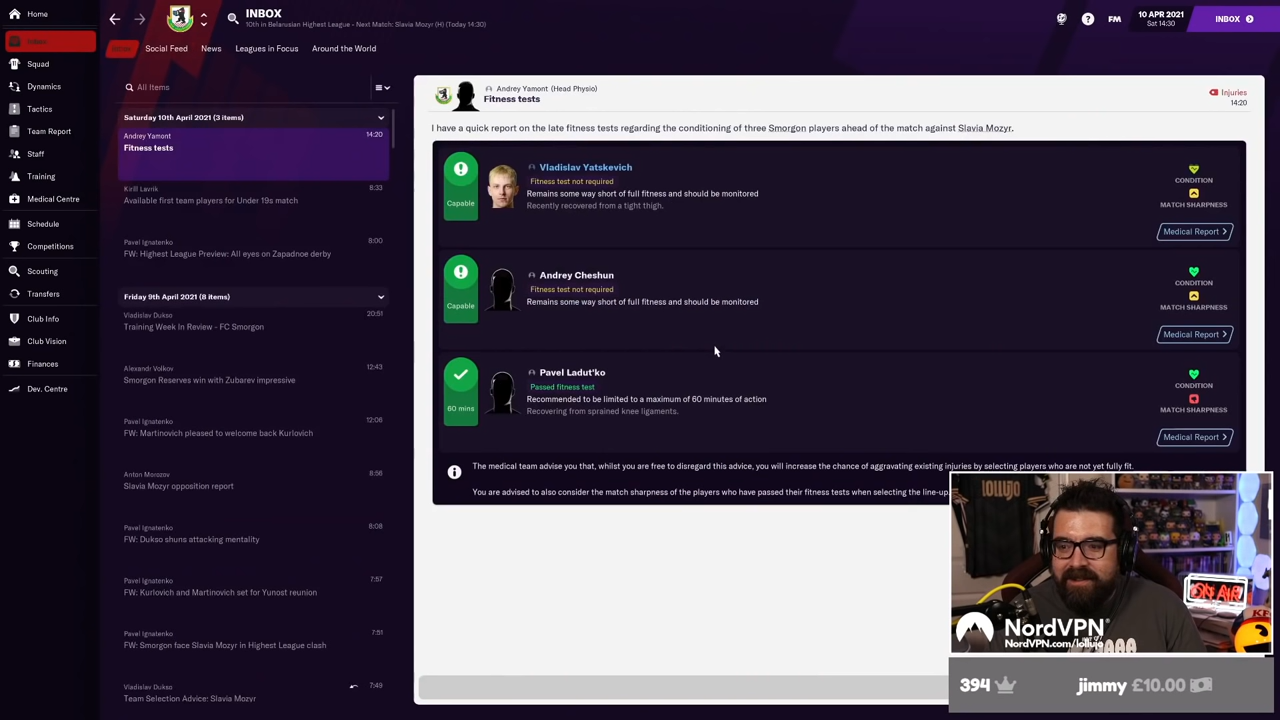 Home
INBOX
10th in Belarusian Highest League - Next Match: Slavia Mozyr (H) (Today 14:30)
FM
10 APR 2021
Sat 14:30
INBOX
Inbox
Squad
Dynamics
Tactics
Team Report
Staff
Training
Medical Centre
Schedule
Competitions
Scouting
Transfers
Club Info
Club Vision
Finances
Dev. Centre
Social Feed
News
Leagues in Focus
Around the World
All Items
Saturday 10th April 2021 (3 items)
Andrey Yamont 14:20
Fitness tests
Kirill Lavrik 8:33
Available first team players for Under 19s match
Pavel Ignatenko 8:00
FW: Highest League Preview: All eyes on Zapadnoe derby
Friday 9th April 2021 (8 items)
Vladislav Dukso 20:51
Training Week In Review - FC Smorgon
Alexandr Volkov 12:43
Smorgon Reserves win with Zubarev impressive
Pavel Ignatenko 12:06
FW: Martinovich pleased to welcome back Kurlovich
Anton Morozov 8:56
Slavia Mozyr opposition report
Pavel Ignatenko 8:08
FW: Dukso shuns attacking mentality
Pavel Ignatenko 7:57
FW: Kurlovich and Martinovich set for Yunost reunion
Pavel Ignatenko 7:51
FW: Smorgon face Slavia Mozyr in Highest League clash
Vladislav Dukso 7:49
Team Selection Advice: Slavia Mozyr
Andrey Yamont (Head Physio)
Fitness tests
Injuries
14:20
I have a quick report on the late fitness tests regarding the conditioning of three Smorgon players ahead of the match against Slavia Mozyr.
Capable
Vladislav Yatskevich
Fitness test not required
Remains some way short of full fitness and should be monitored
Recently recovered from a tight thigh.
CONDITION
MATCH SHARPNESS
Medical Report
Capable
Andrey Cheshun
Fitness test not required
Remains some way short of full fitness and should be monitored
CONDITION
MATCH SHARPNESS
Medical Report
60 mins
Pavel Ladut'ko
Passed fitness test
Recommended to be limited to a maximum of 60 minutes of action
Recovering from sprained knee ligaments.
CONDITION
MATCH SHARPNESS
Medical Report
The medical team advise you that, whilst you are free to disregard this advice, you will increase the chance of aggravating existing injuries by selecting players who are not yet fully fit.
You are advised to also consider the match sharpness of the players who have passed their fitness tests when selecting the line-up.
ON AIR
NordVPN®
NordVPN.com/lollujo
394
jimmy £10.00